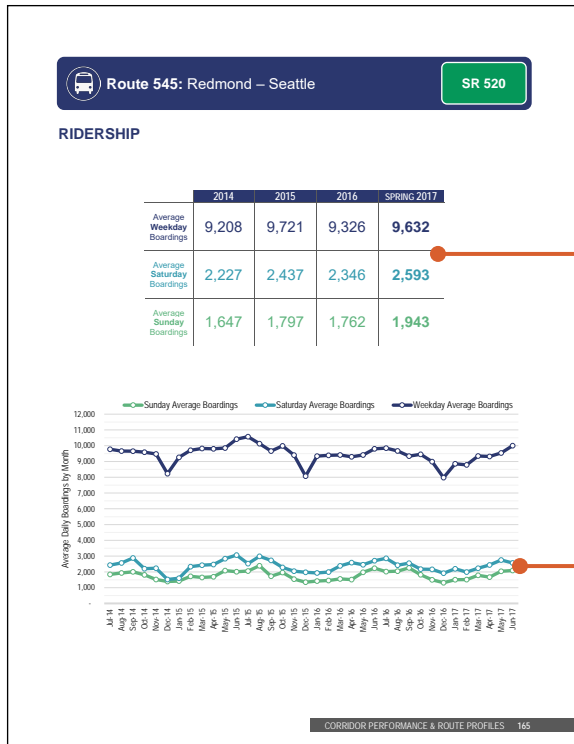 Route 545: Redmond – Seattle
SR 520
RIDERSHIP
2014 2015 2016 SPRING 2017
Average
Weekday
Boardings
9,208 9,721 9,326 9,632
Average
Saturday
Boardings
2,227 2,437 2,346 2,593
Average
Sunday
Boardings
1,647 1,797 1,762 1,943
Sunday Average Boardings Saturday Average Boardings Weekday Average Boardings
Average Daily Boardings by Month
12,000
11,000
10,000
9,000
8,000
7,000
6,000
5,000
4,000
3,000
2,000
1,000
-
Jul-14 Aug-14 Sep-14 Oct-14 Nov-14 Dec-14 Jan-15 Feb-15 Mar-15 Apr-15 May-15 Jun-15 Jul-15 Aug-15 Sep-15 Oct-15 Nov-15 Dec-15 Jan-16 Feb-16 Mar-16 Apr-16 May-16 Jun-16 Jul-16 Aug-16 Sep-16 Oct-16 Nov-16 Dec-16 Jan-17 Feb-17 Mar-17 Apr-17 May-17 Jun-17
CORRIDOR PERFORMANCE & ROUTE PROFILES 165